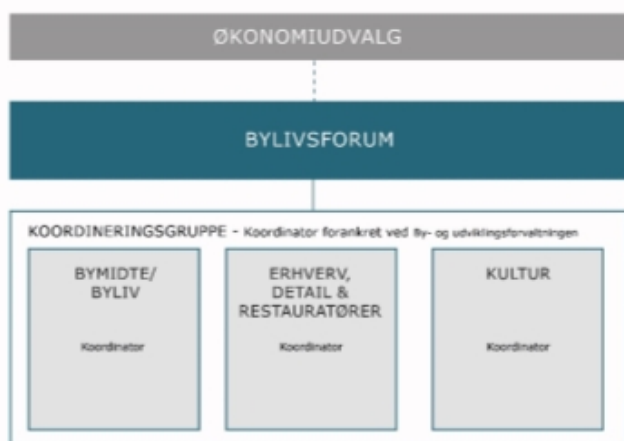 ØKONOMIUDVALG
BYLIVSFORUM
KOORDINERINGSGRUPPE - Koordinator forankret ved By- og udviklingsforvaltningen
BYMIDTE/
BYLIV
Koordinator
ERHVERV,
DETAIL &
RESTAURATØRER
Koordinator
KULTUR
Koordinator